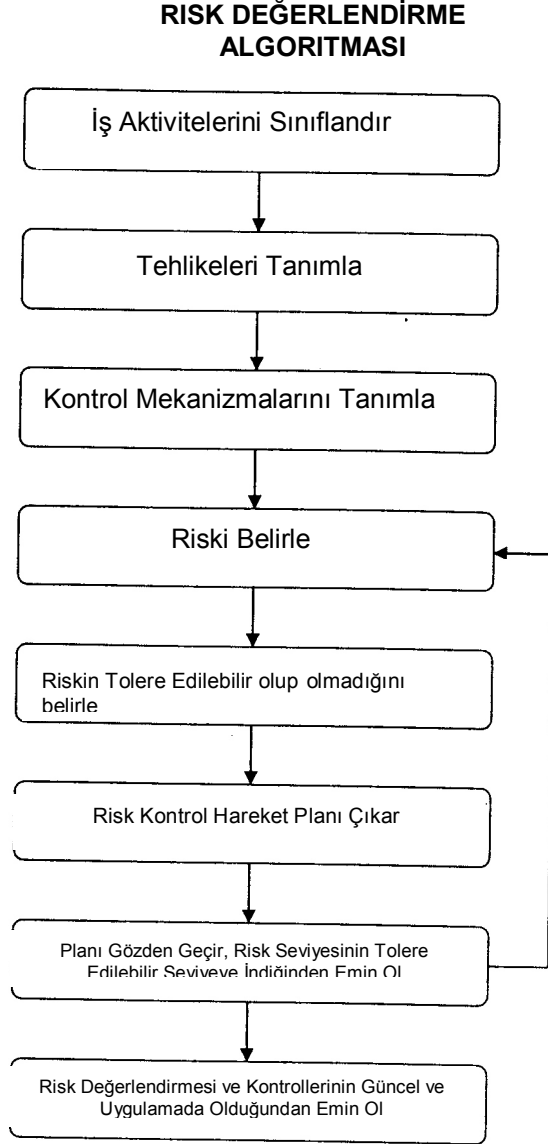 RISK DEĞERLENDİRME
ALGORITMASI
İş Aktivitelerini Sınıflandır
Tehlikeleri Tanımla
Kontrol Mekanizmalarını Tanımla
Riski Belirle
Riskin Tolere Edilebilir olup olmadığını
belirle
Risk Kontrol Hareket Planı Çıkar
Planı Gözden Geçir, Risk Seviyesinin Tolere
Edilebilir Seviyeye İndiğinden Emin Ol
Risk Değerlendirmesi ve Kontrollerinin Güncel ve
Uygulamada Olduğundan Emin Ol